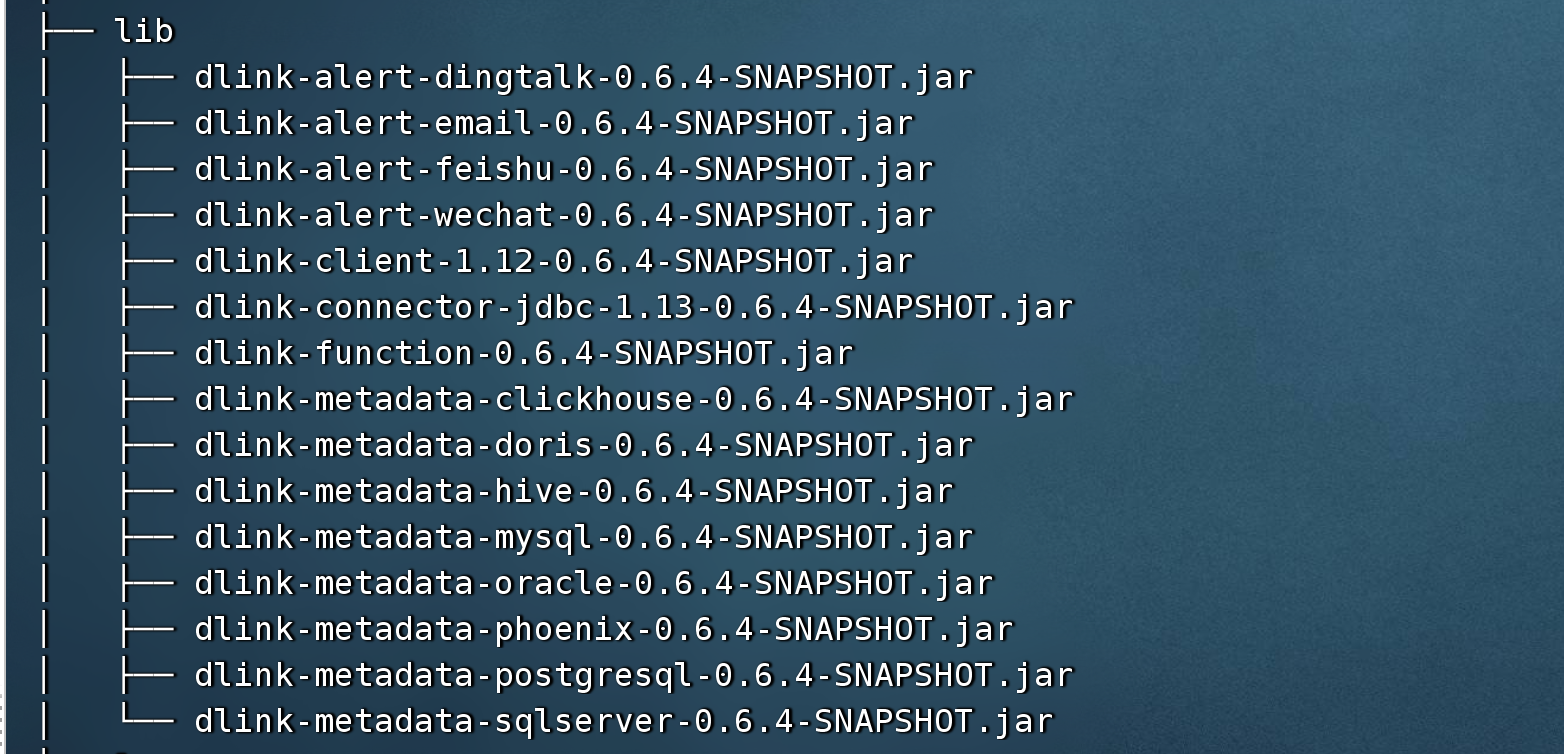 ├── lib
│   ├── dlink-alert-dingtalk-0.6.4-SNAPSHOT.jar
│   ├── dlink-alert-email-0.6.4-SNAPSHOT.jar
│   ├── dlink-alert-feishu-0.6.4-SNAPSHOT.jar
│   ├── dlink-alert-wechat-0.6.4-SNAPSHOT.jar
│   ├── dlink-client-1.12-0.6.4-SNAPSHOT.jar
│   ├── dlink-connector-jdbc-1.13-0.6.4-SNAPSHOT.jar
│   ├── dlink-function-0.6.4-SNAPSHOT.jar
│   ├── dlink-metadata-clickhouse-0.6.4-SNAPSHOT.jar
│   ├── dlink-metadata-doris-0.6.4-SNAPSHOT.jar
│   ├── dlink-metadata-hive-0.6.4-SNAPSHOT.jar
│   ├── dlink-metadata-mysql-0.6.4-SNAPSHOT.jar
│   ├── dlink-metadata-oracle-0.6.4-SNAPSHOT.jar
│   ├── dlink-metadata-phoenix-0.6.4-SNAPSHOT.jar
│   ├── dlink-metadata-postgresql-0.6.4-SNAPSHOT.jar
│   └── dlink-metadata-sqlserver-0.6.4-SNAPSHOT.jar